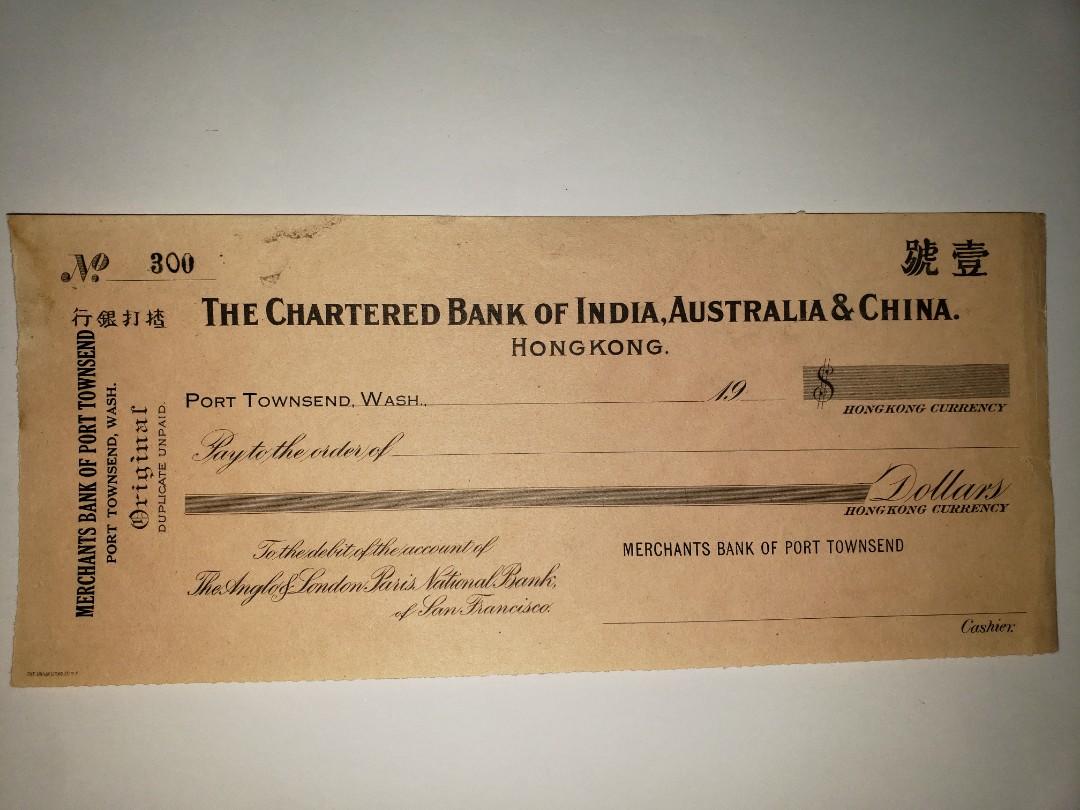 No. 300
壹號
揸打銀行
THE CHARTERED BANK OF INDIA, AUSTRALIA & CHINA.
HONGKONG.
PORT TOWNSEND, WASH., 19
$
HONGKONG CURRENCY
Pay to the order of
Dollars
HONGKONG CURRENCY
To the debit of the account of
The Anglo & London Paris National Bank,
of San Francisco.
MERCHANTS BANK OF PORT TOWNSEND
Cashier.
MERCHANTS BANK OF PORT TOWNSEND
PORT TOWNSEND, WASH.
Original
DUPLICATE UNPAID.